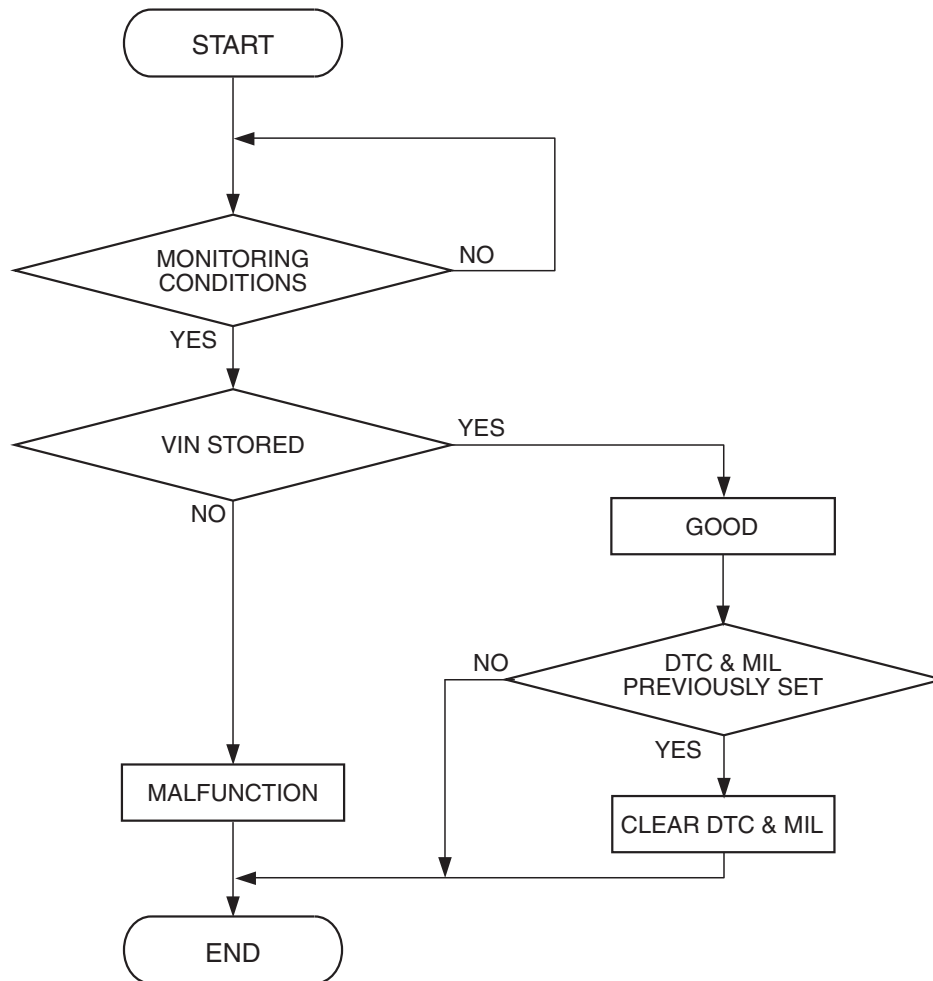 START
MONITORING
CONDITIONS
NO
YES
VIN STORED
YES
NO
GOOD
DTC & MIL
PREVIOUSLY SET
NO
YES
MALFUNCTION
CLEAR DTC & MIL
END